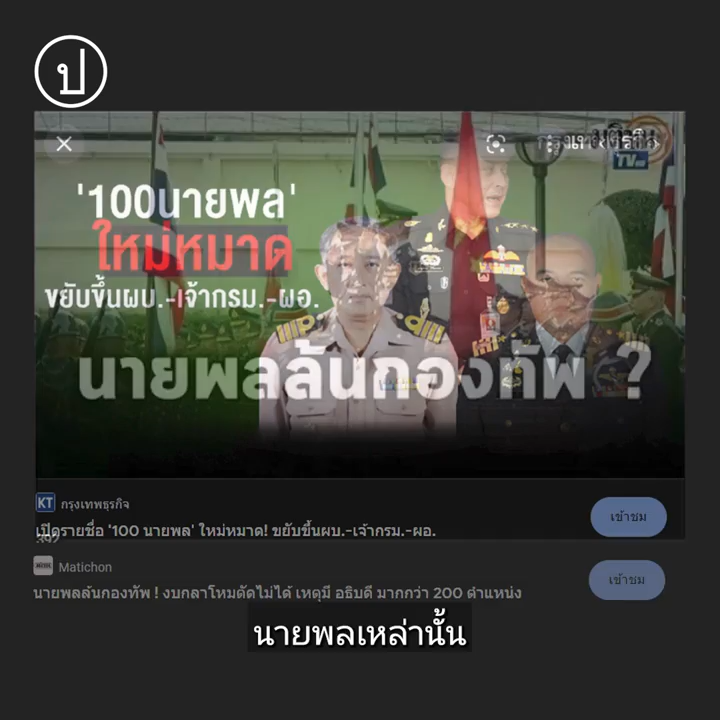 ป
TV
'100นายพล'
ใหม่หมาด
ขยับขึ้นผบ.-เจ้ากรม.-ผอ.
นายพลล้นกองทัพ ?
KT กรุงเทพธุรกิจ
เข้าชม
เปิดรายชื่อ '100 นายพล' ใหม่หมาด! ขยับขึ้นผบ.-เจ้ากรม.-ผอ.
Matichon
เข้าชม
นายพลล้นกองทัพ ! งบกลาโหมตัดไม่ได้ เหตุมี อธิบดี มากกว่า 200 ตำแหน่ง
นายพลเหล่านั้น